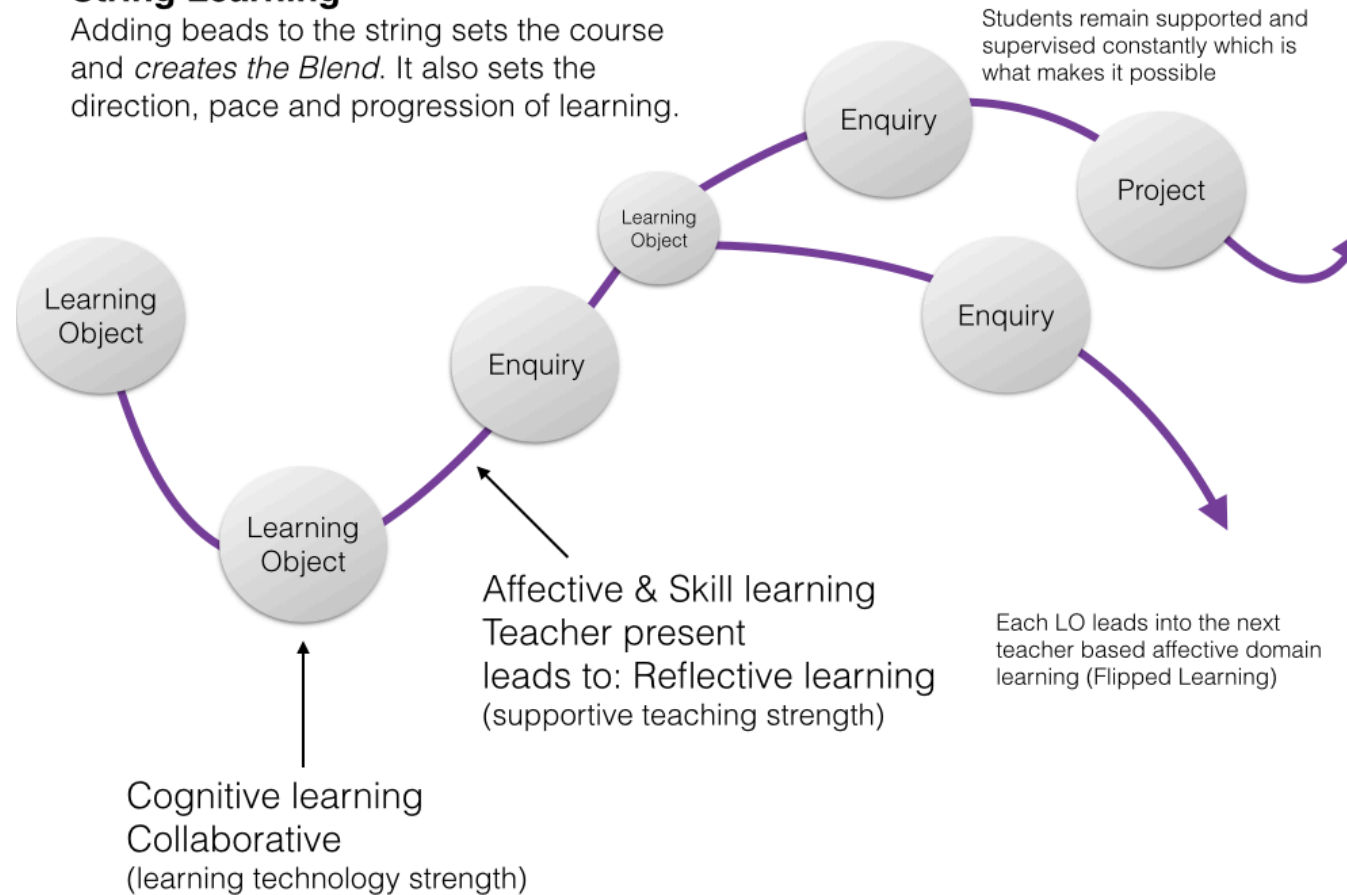 String Learning
Adding beads to the string sets the course
and creates the Blend. It also sets the
direction, pace and progression of learning.
Students remain supported and
supervised constantly which is
what makes it possible
Enquiry
Project
Learning
Object
Learning
Object
Enquiry
Enquiry
Learning
Object
Affective & Skill learning
Teacher present
leads to: Reflective learning
(supportive teaching strength)
Each LO leads into the next
teacher based affective domain
learning (Flipped Learning)
Cognitive learning
Collaborative
(learning technology strength)